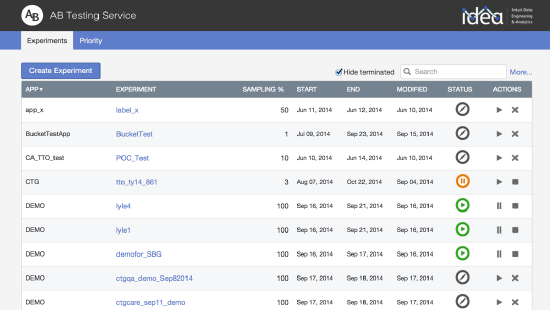 AB AB Testing Service
idea Intuit Data Engineering & Analytics
Experiments Priority
Create Experiment Hide terminated Search More...
APP EXPERIMENT SAMPLING % START END MODIFIED STATUS ACTIONS
app_x label_x 50 Jun 11, 2014 Jun 12, 2014 Jun 10, 2014
BucketTestApp BucketTest 1 Jul 09, 2014 Sep 23, 2014 Sep 15, 2014
CA_TTO_test POC_Test 10 Jun 10, 2014 Jun 14, 2014 Jun 10, 2014
CTG tto_ty14_861 3 Aug 07, 2014 Oct 22, 2014 Sep 04, 2014
DEMO lyle4 100 Sep 16, 2014 Sep 21, 2014 Sep 16, 2014
DEMO lyle1 100 Sep 16, 2014 Sep 21, 2014 Sep 16, 2014
DEMO demofor_SBG 100 Sep 16, 2014 Sep 17, 2014 Sep 16, 2014
DEMO ctgqa_demo_Sep82014 100 Sep 17, 2014 Sep 18, 2014 Sep 17, 2014
DEMO ctgcare_sep11_demo 100 Sep 17, 2014 Sep 18, 2014 Sep 17, 2014